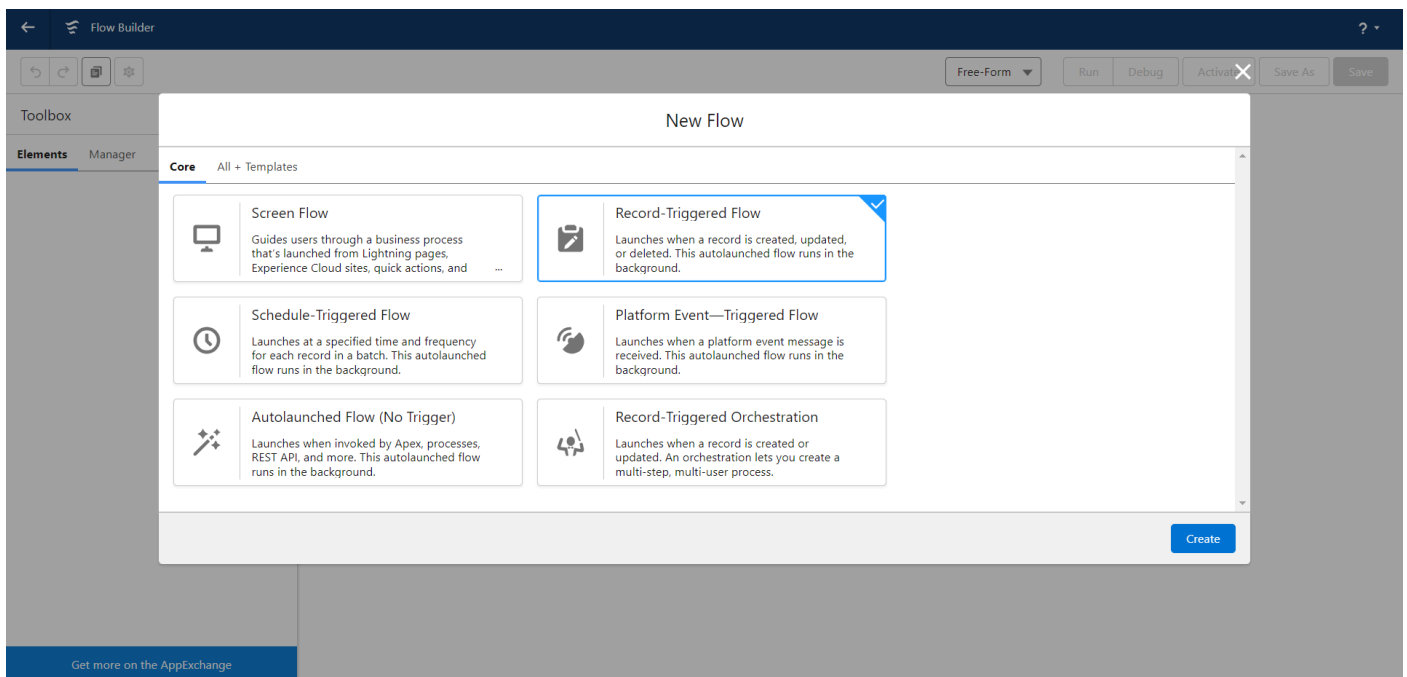 Flow Builder
?
Free-Form
Run
Debug
Activate
Save As
Save
Toolbox
Elements
Manager
New Flow
Core
All + Templates
Screen Flow
Guides users through a business process
that's launched from Lightning pages,
Experience Cloud sites, quick actions, and ...
Record-Triggered Flow
Launches when a record is created, updated,
or deleted. This autolaunched flow runs in the
background.
Schedule-Triggered Flow
Launches at a specified time and frequency
for each record in a batch. This autolaunched
flow runs in the background.
Platform Event—Triggered Flow
Launches when a platform event message is
received. This autolaunched flow runs in the
background.
Autolaunched Flow (No Trigger)
Launches when invoked by Apex, processes,
REST API, and more. This autolaunched flow
runs in the background.
Record-Triggered Orchestration
Launches when a record is created or
updated. An orchestration lets you create a
multi-step, multi-user process.
Create
Get more on the AppExchange